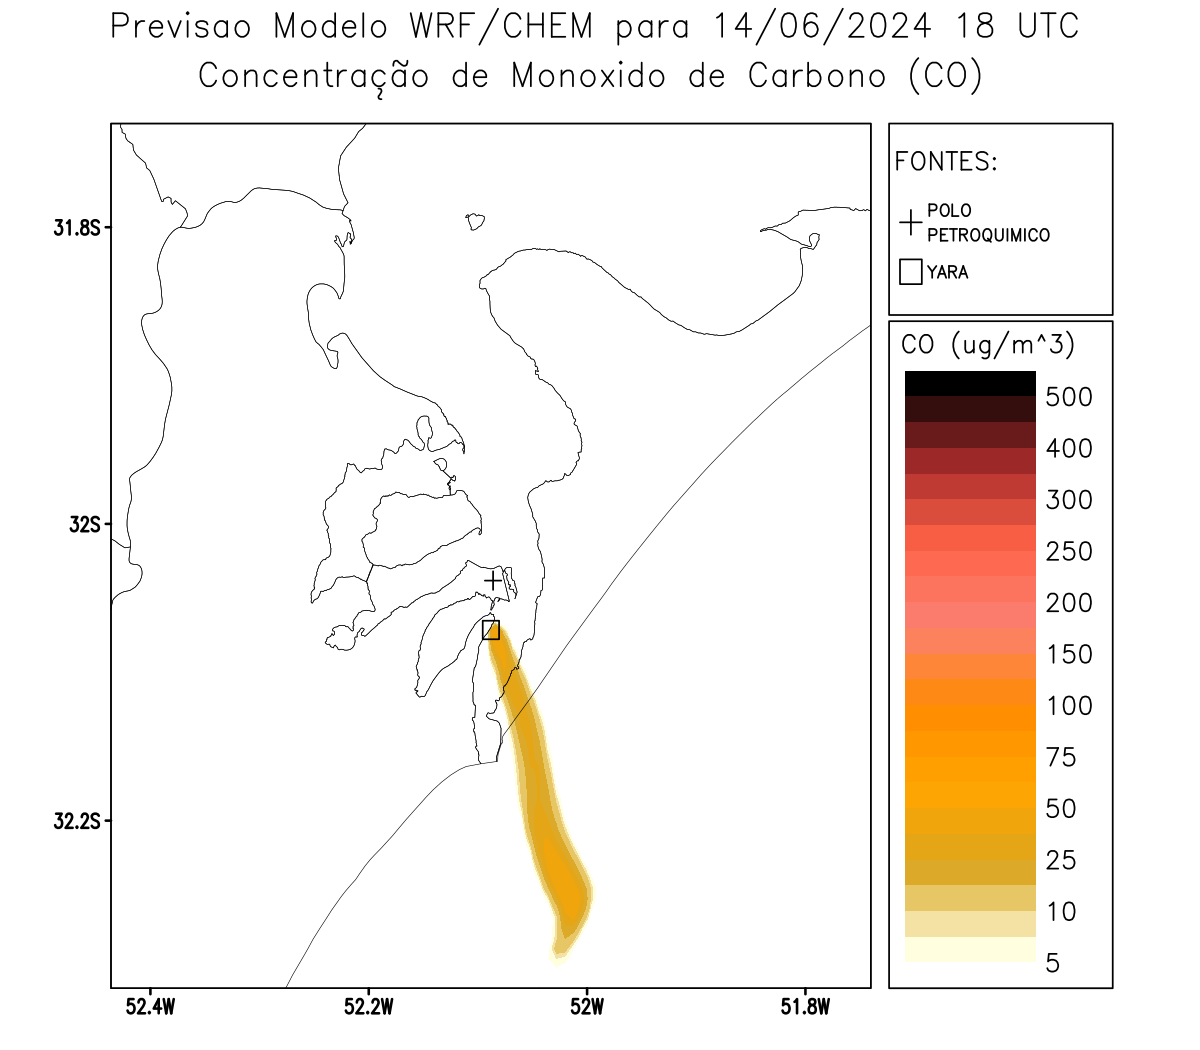 Previsao Modelo WRF/CHEM para 14/06/2024 18 UTC
Concentração de Monoxido de Carbono (CO)
FONTES:
POLO
PETROQUIMICO
YARA
CO (ug/m^3)
500
400
300
250
200
150
100
75
50
25
10
5
31.8S
32S
32.2S
52.4W
52.2W
52W
51.8W